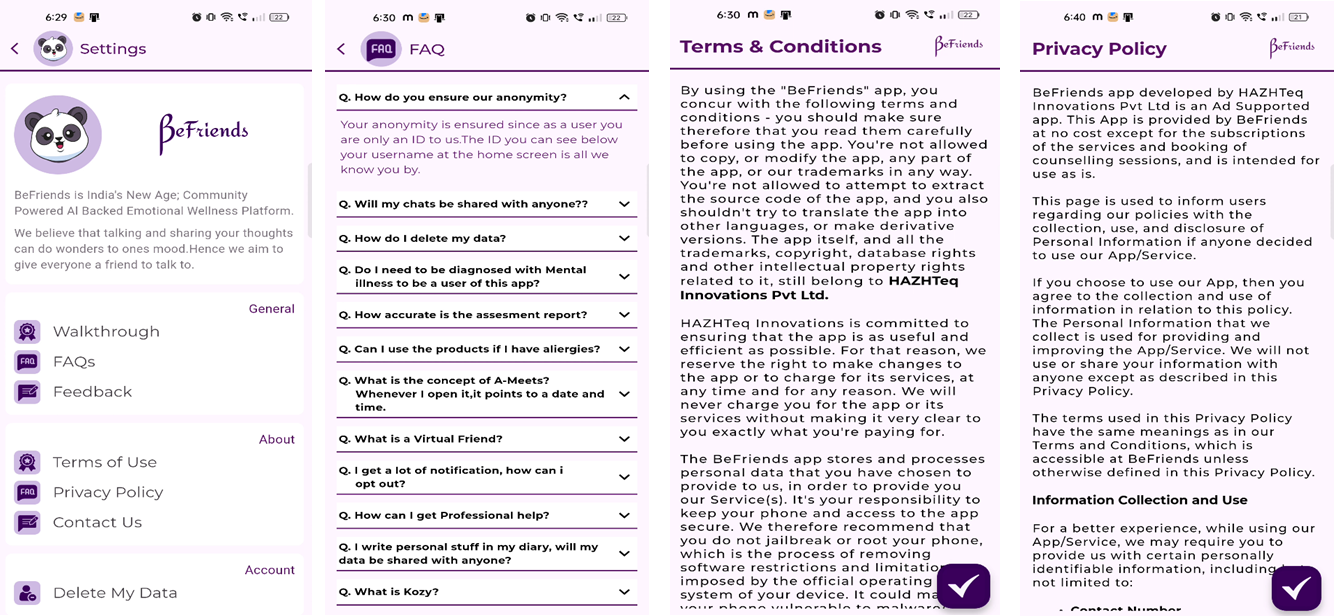 6:29
22
Settings
BeFriends
BeFriends is India's New Age; Community
Powered AI Backed Emotional Wellness Platform.
We believe that talking and sharing your thoughts
can do wonders to ones mood.Hence we aim to
give everyone a friend to talk to.
General
Walkthrough
FAQ
FAQs
Feedback
About
Terms of Use
FAQ
Privacy Policy
Contact Us
Account
Delete My Data
6:30 m
22
FAQ
FAQ
Q. How do you ensure our anonymity?
Your anonymity is ensured since as a user you
are only an ID to us.The ID you can see below
your username at the home screen is all we
know you by.
Q. Will my chats be shared with anyone??
Q. How do I delete my data?
Q. Do I need to be diagnosed with Mental
illness to be a user of this app?
Q. How accurate is the assesment report?
Q. Can I use the products if I have aliergies?
Q. What is the concept of A-Meets?
Whenever I open it,it points to a date and
time.
Q. What is a Virtual Friend?
Q. I get a lot of notification, how can i
opt out?
Q. How can I get Professional help?
Q. I write personal stuff in my diary, will my
data be shared with anyone?
Q. What is Kozy?
6:30 m
22
Terms & Conditions
BeFriends
By using the "BeFriends" app, you
concur with the following terms and
conditions - you should make sure
therefore that you read them carefully
before using the app. You're not allowed
to copy, or modify the app, any part of
the app, or our trademarks in any way.
You're not allowed to attempt to extract
the source code of the app, and you also
shouldn't try to translate the app into
other languages, or make derivative
versions. The app itself, and all the
trademarks, copyright, database rights
and other intellectual property rights
related to it, still belong to HAZHTeq
Innovations Pvt Ltd.
HAZHTeq Innovations is committed to
ensuring that the app is as useful and
efficient as possible. For that reason, we
reserve the right to make changes to
the app or to charge for its services, at
any time and for any reason. We will
never charge you for the app or its
services without making it very clear to
you exactly what you're paying for.
The BeFriends app stores and processes
personal data that you have chosen to
provide to us, in order to provide you
our Service(s). It's your responsibility to
keep your phone and access to the app
secure. We therefore recommend that
you do not jailbreak or root your phone,
which is the process of removing
software restrictions and
imposed by the official operating
system of your device. It could
your phone vulnerable to
6:40 m
21
Privacy Policy
BeFriends
BeFriends app developed by HAZHTeq
Innovations Pvt Ltd is an Ad Supported
app. This App is provided by BeFriends
at no cost except for the subscriptions
of the services and booking of
counselling sessions, and is intended for
use as is.
This page is used to inform users
regarding our policies with the
collection, use, and disclosure of
Personal Information if anyone decided
to use our App/Service.
If you choose to use our App, then you
agree to the collection and use of
information in relation to this policy.
The Personal Information that we
collect is used for providing and
improving the App/Service. We will not
use or share your information with
anyone except as described in this
Privacy Policy.
The terms used in this Privacy Policy
have the same meanings as in our
Terms and Conditions, which is
accessible at BeFriends unless
otherwise defined in this Privacy Policy.
Information Collection and Use
For a better experience, while using our
App/Service, we may require you to
provide us with certain personally
identifiable information, including
not limited to:
• Contact Number